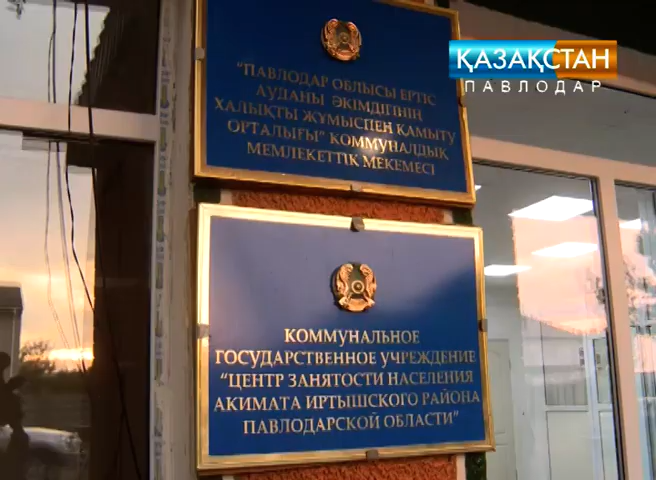 ҚАЗАҚСТАН
ПАВЛОДАР
"ПАВЛОДАР ОБЛЫСЫ ЕРТІС
АУДАНЫ ӘКІМДІГІНІҢ
ХАЛЫҚТЫ ЖҰМЫСПЕН ҚАМТУ
ОРТАЛЫҒЫ" КОММУНАЛДЫҚ
МЕМЛЕКЕТТІК МЕКЕМЕСІ
КОММУНАЛЬНОЕ
ГОСУДАРСТВЕННОЕ УЧРЕЖДЕНИЕ
"ЦЕНТР ЗАНЯТОСТИ НАСЕЛЕНИЯ
АКИМАТА ИРТЫШСКОГО РАЙОНА
ПАВЛОДАРСКОЙ ОБЛАСТИ"